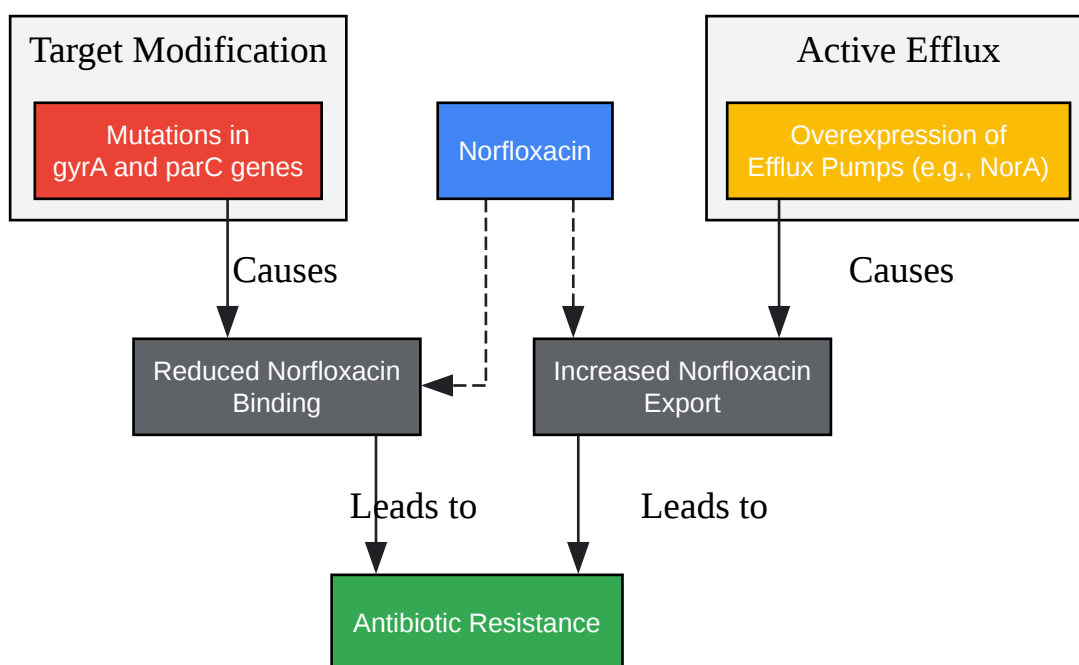 Target Modification
Active Efflux
Mutations in
gyrA and parC genes
Norfloxacin
Overexpression of
Efflux Pumps (e.g., NorA)
Causes
Causes
Reduced Norfloxacin
Binding
Increased Norfloxacin
Export
Leads to
Leads to
Antibiotic Resistance